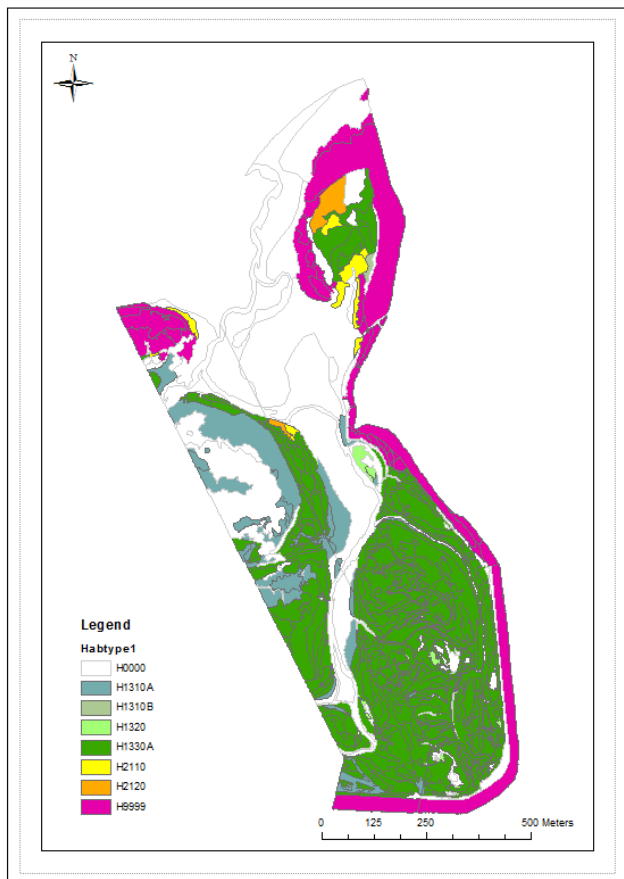 N
Legend
Habtype1
H0000
H1310A
H1310B
H1320
H1330A
H2110
H2120
H9999
0 125 250 500 Meters